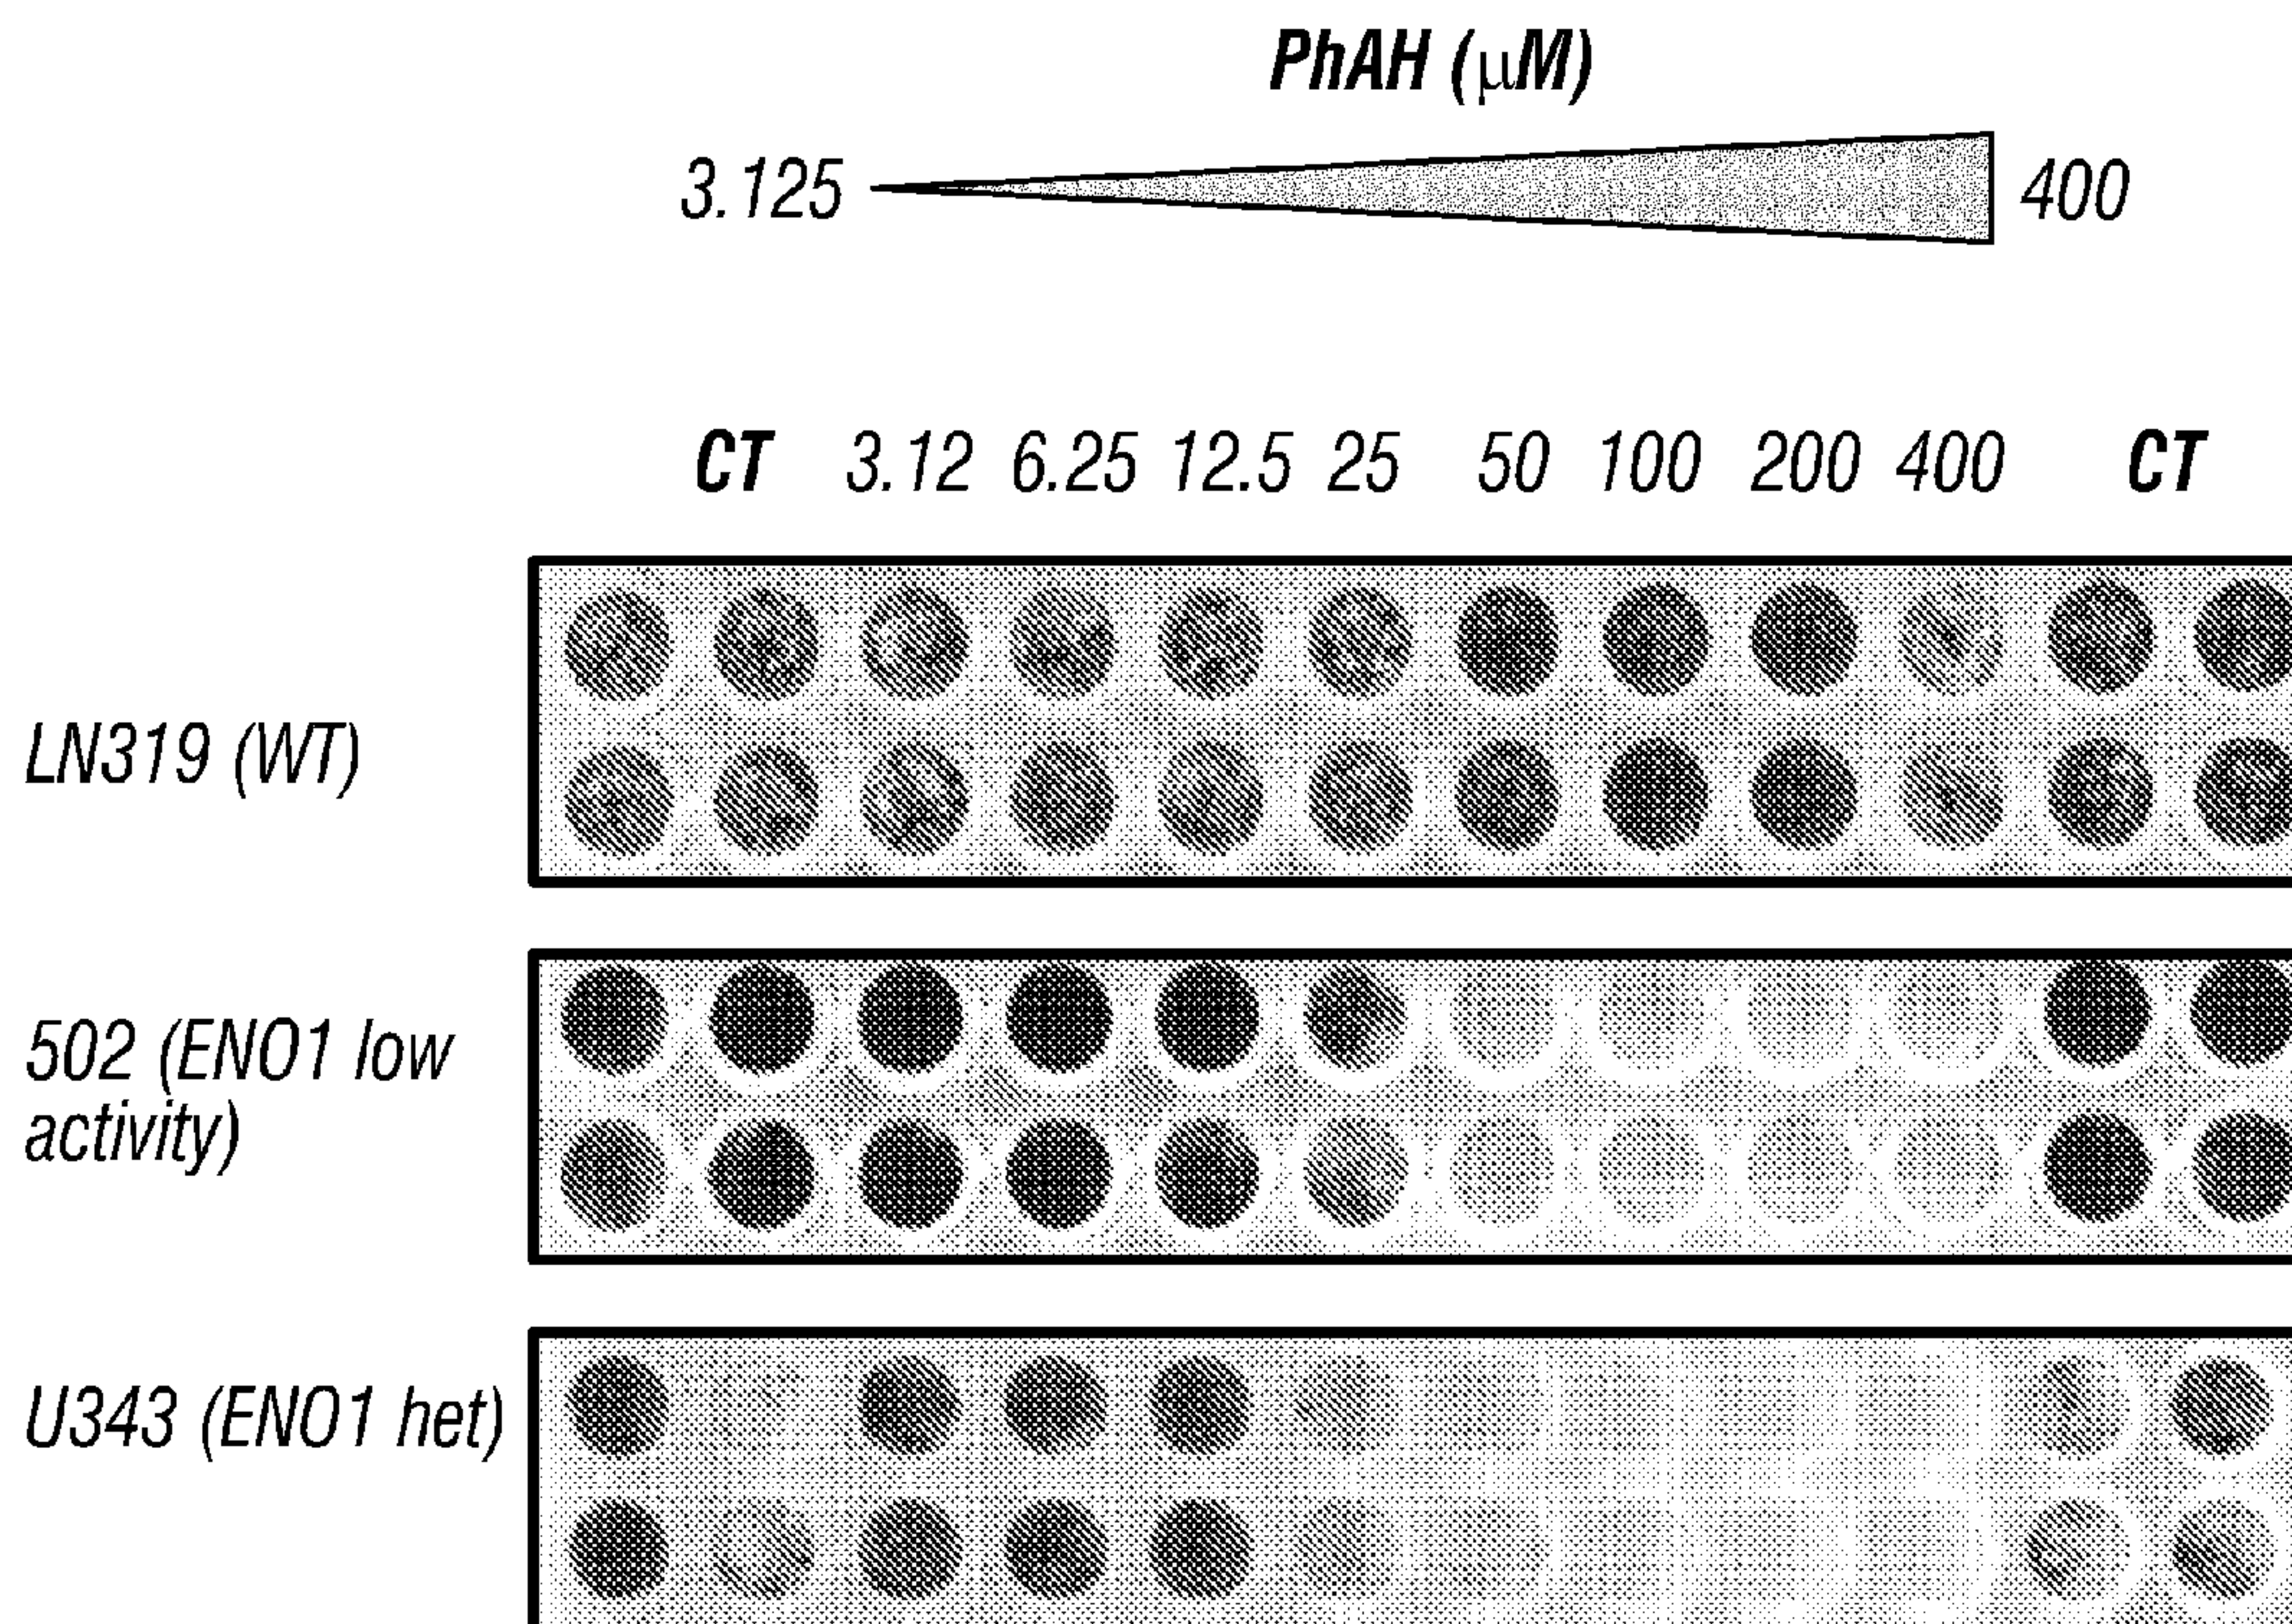 PhAH (μM)
3.125 400
CT 3.12 6.25 12.5 25 50 100 200 400 CT
LN319 (WT)
502 (ENO1 low
activity)
U343 (ENO1 het)